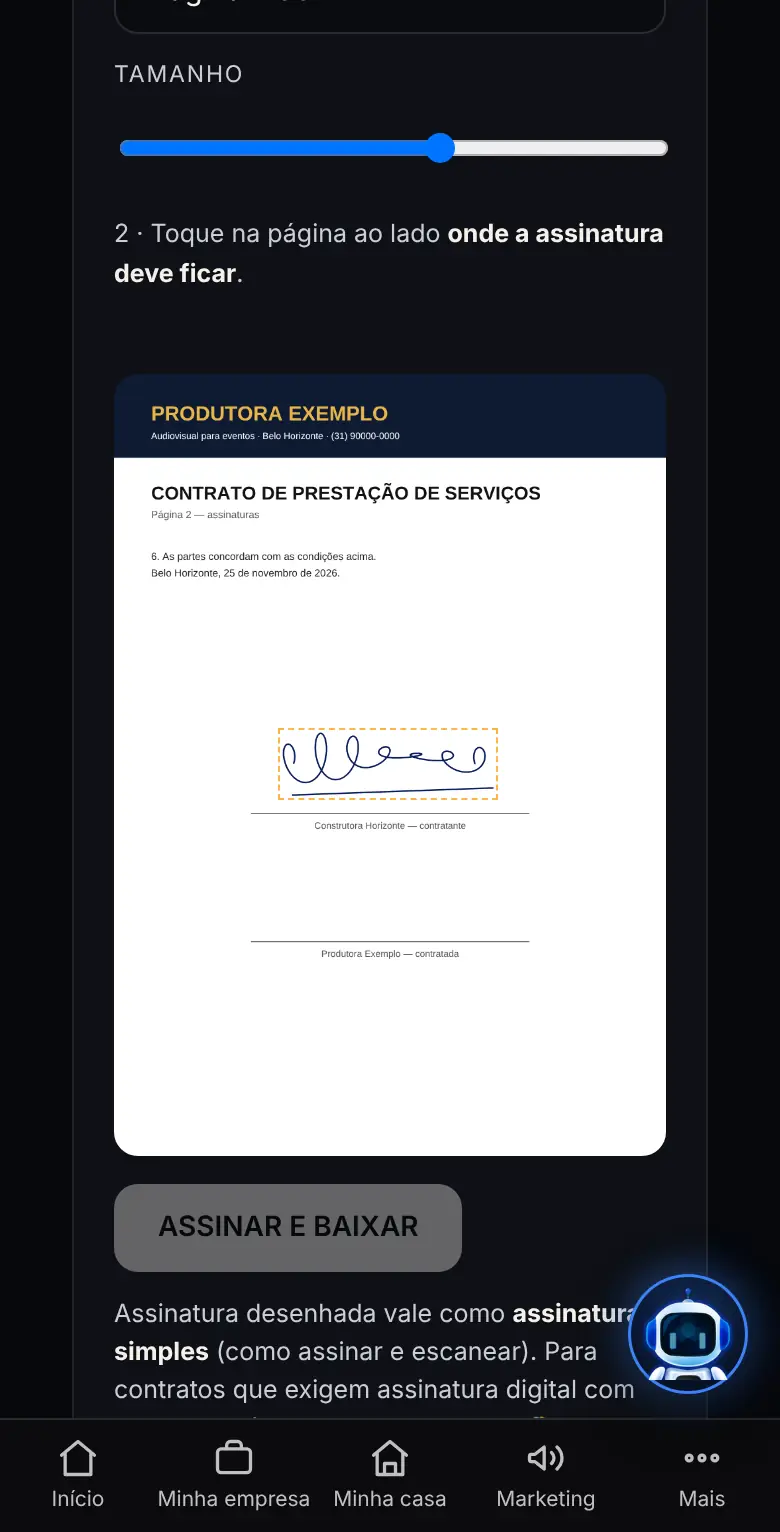 TAMANHO
2 · Toque na página ao lado onde a assinatura
deve ficar.
PRODUTORA EXEMPLO
Audiovisual para eventos · Belo Horizonte · (31) 90000-0000
CONTRATO DE PRESTAÇÃO DE SERVIÇOS
Página 2 — assinaturas
6. As partes concordam com as condições acima.
Belo Horizonte, 25 de novembro de 2026.
Construtora Horizonte — contratante
Produtora Exemplo — contratada
ASSINAR E BAIXAR
Assinatura desenhada vale como assinatura
simples (como assinar e escanear). Para
contratos que exigem assinatura digital com
Início
Minha empresa
Minha casa
Marketing
Mais